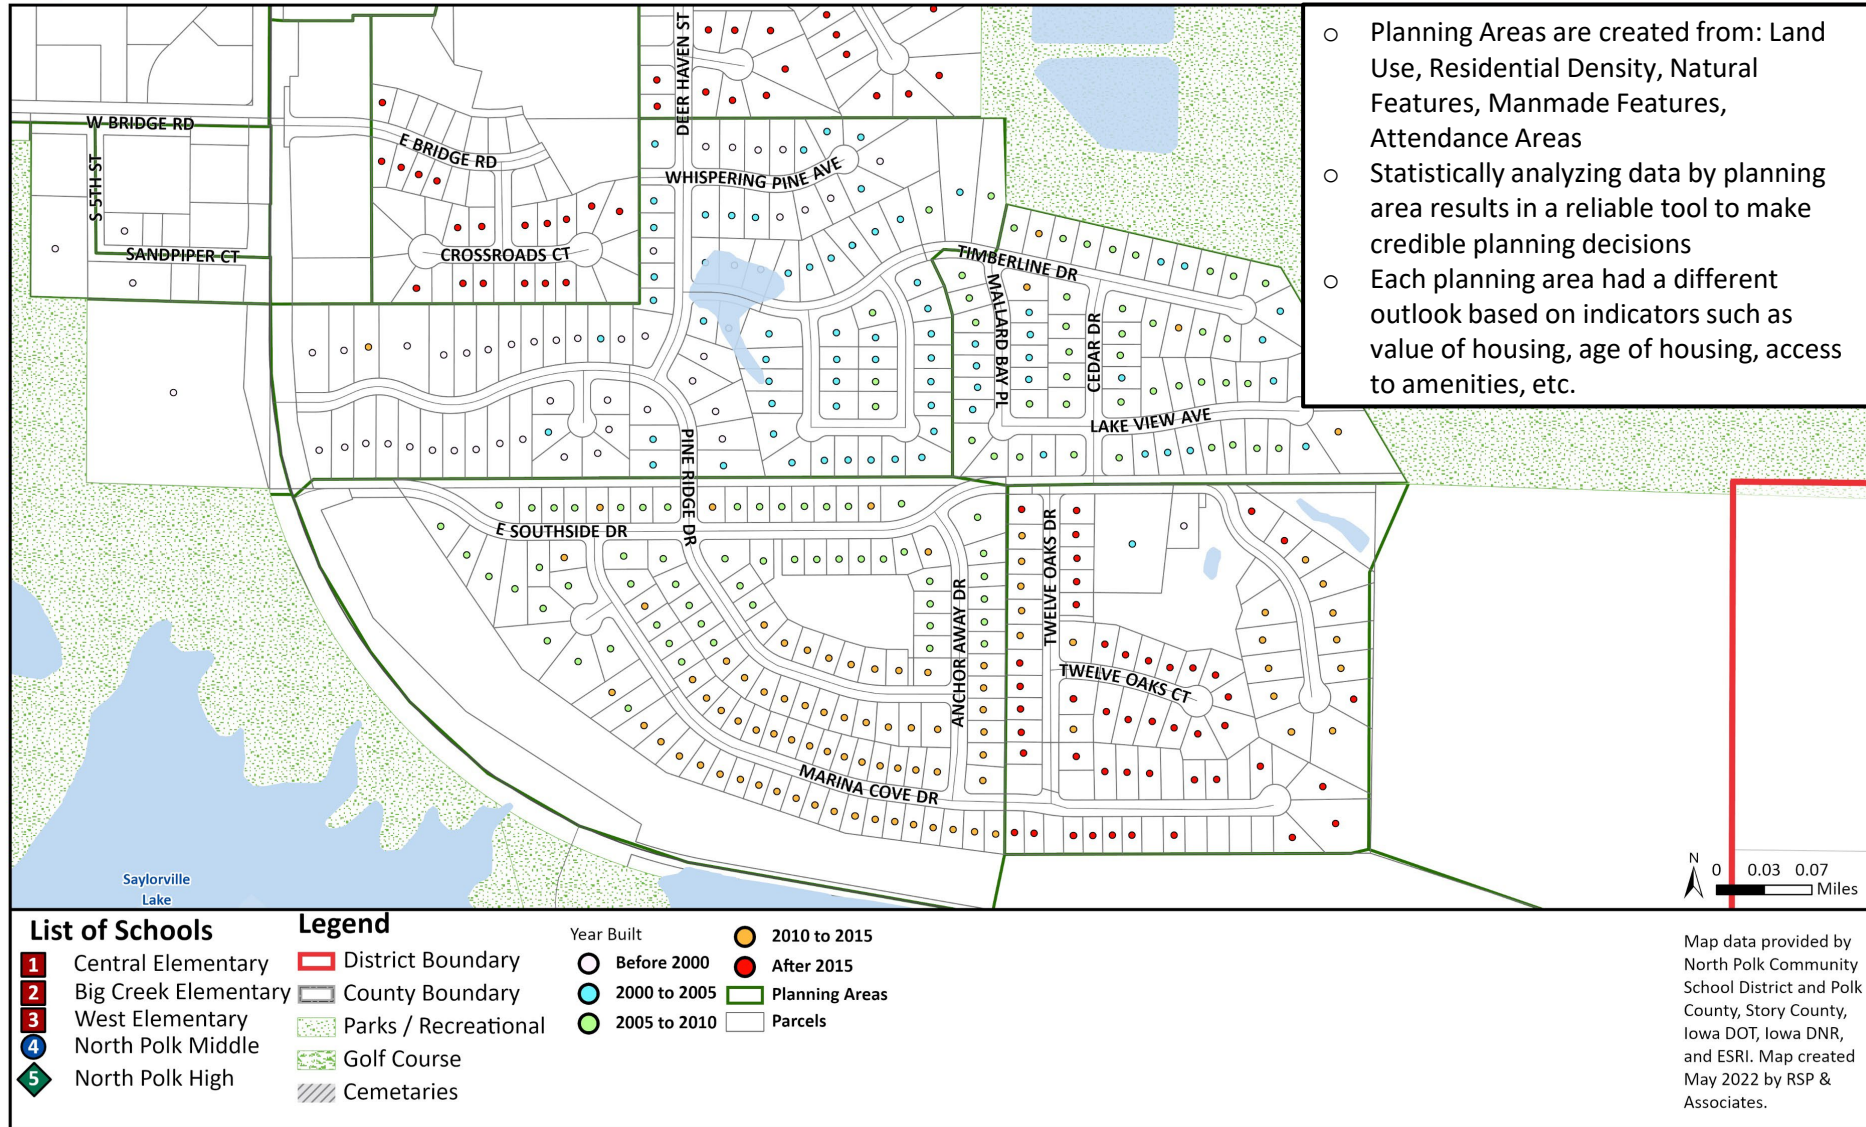 ○ Planning Areas are created from: Land
Use, Residential Density, Natural
Features, Manmade Features,
Attendance Areas
○ Statistically analyzing data by planning
area results in a reliable tool to make
credible planning decisions
○ Each planning area had a different
outlook based on indicators such as
value of housing, age of housing, access
to amenities, etc.
DEER HAVEN ST
W BRIDGE RD
E BRIDGE RD
S 5TH ST
WHISPERING PINE AVE
SANDPIPER CT
CROSSROADS CT
TIMBERLINE DR
MALLARD BAY PL
CEDAR DR
LAKE VIEW AVE
PINE RIDGE DR
E SOUTHSIDE DR
TWELVE OAKS DR
ANCHOR AWAY DR
TWELVE OAKS CT
MARINA COVE DR
Saylorville
Lake
N
0 0.03 0.07
Miles
List of Schools
1 Central Elementary
2 Big Creek Elementary
3 West Elementary
4 North Polk Middle
5 North Polk High
Legend
District Boundary
County Boundary
Parks / Recreational
Golf Course
Cemetaries
Year Built
Before 2000
2000 to 2005
2005 to 2010
2010 to 2015
After 2015
Planning Areas
Parcels
Map data provided by
North Polk Community
School District and Polk
County, Story County,
Iowa DOT, Iowa DNR,
and ESRI. Map created
May 2022 by RSP &
Associates.